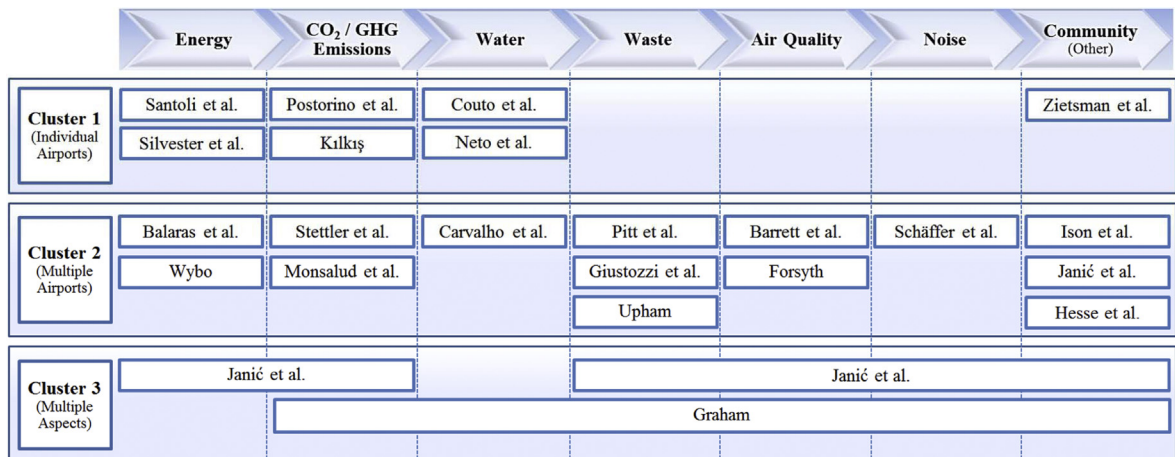 Energy
CO₂ / GHG
Emissions
Water
Waste
Air Quality
Noise
Community
(Other)
Cluster 1
(Individual
Airports)
Santoli et al.
Postorino et al.
Couto et al.
Zietsman et al.
Silvester et al.
Kılkış
Neto et al.
Cluster 2
(Multiple
Airports)
Balaras et al.
Stettler et al.
Carvalho et al.
Pitt et al.
Barrett et al.
Schäffer et al.
Ison et al.
Wybo
Monsalud et al.
Giustozzi et al.
Forsyth
Janić et al.
Upham
Hesse et al.
Cluster 3
(Multiple
Aspects)
Janić et al.
Janić et al.
Graham